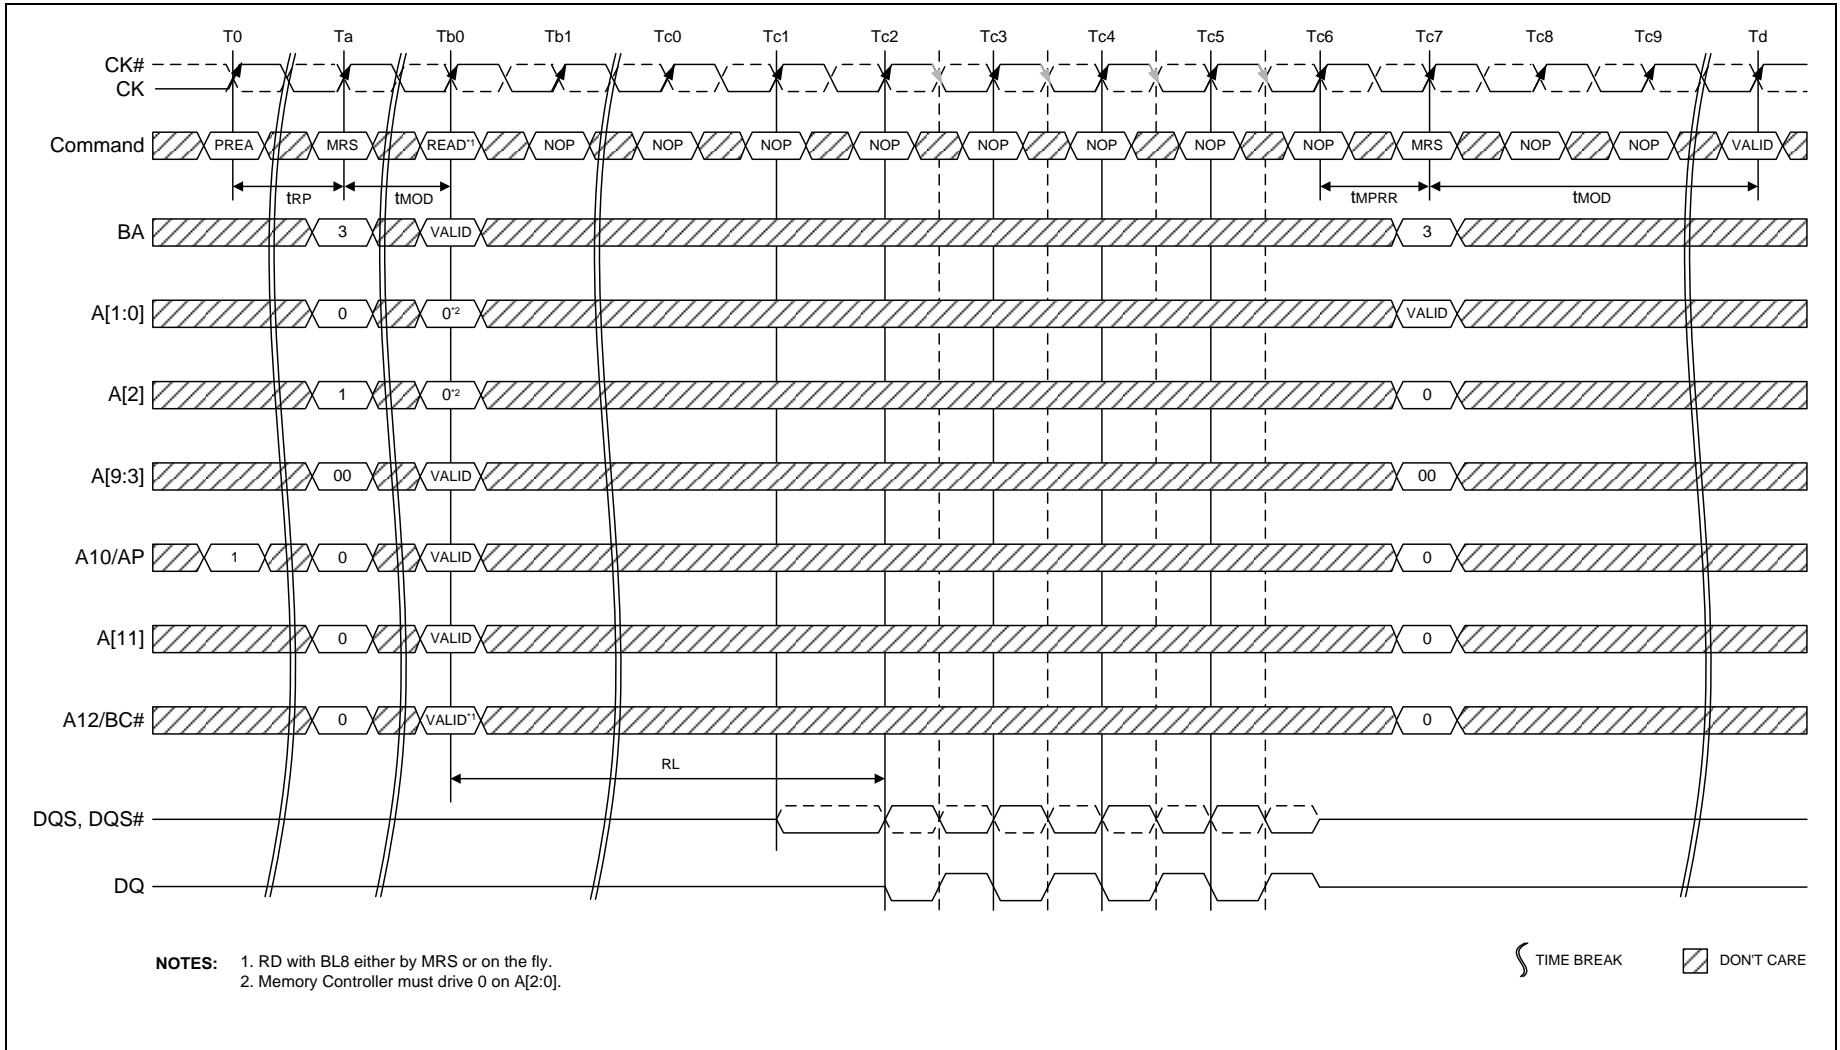 T0 Ta Tb0 Tb1 Tc0 Tc1 Tc2 Tc3 Tc4 Tc5 Tc6 Tc7 Tc8 Tc9 Td
CK#
CK
Command PREA MRS READ*1 NOP NOP NOP NOP NOP NOP NOP NOP MRS NOP NOP VALID
tRP tMOD tMPRR tMOD
BA 3 VALID 3
A[1:0] 0 0*2 VALID
A[2] 1 0*2 0
A[9:3] 00 VALID 00
A10/AP 1 0 VALID 0
A[11] 0 VALID 0
A12/BC# 0 VALID*1 0
RL
DQS, DQS#
DQ
NOTES: 1. RD with BL8 either by MRS or on the fly.
2. Memory Controller must drive 0 on A[2:0].
TIME BREAK DON'T CARE